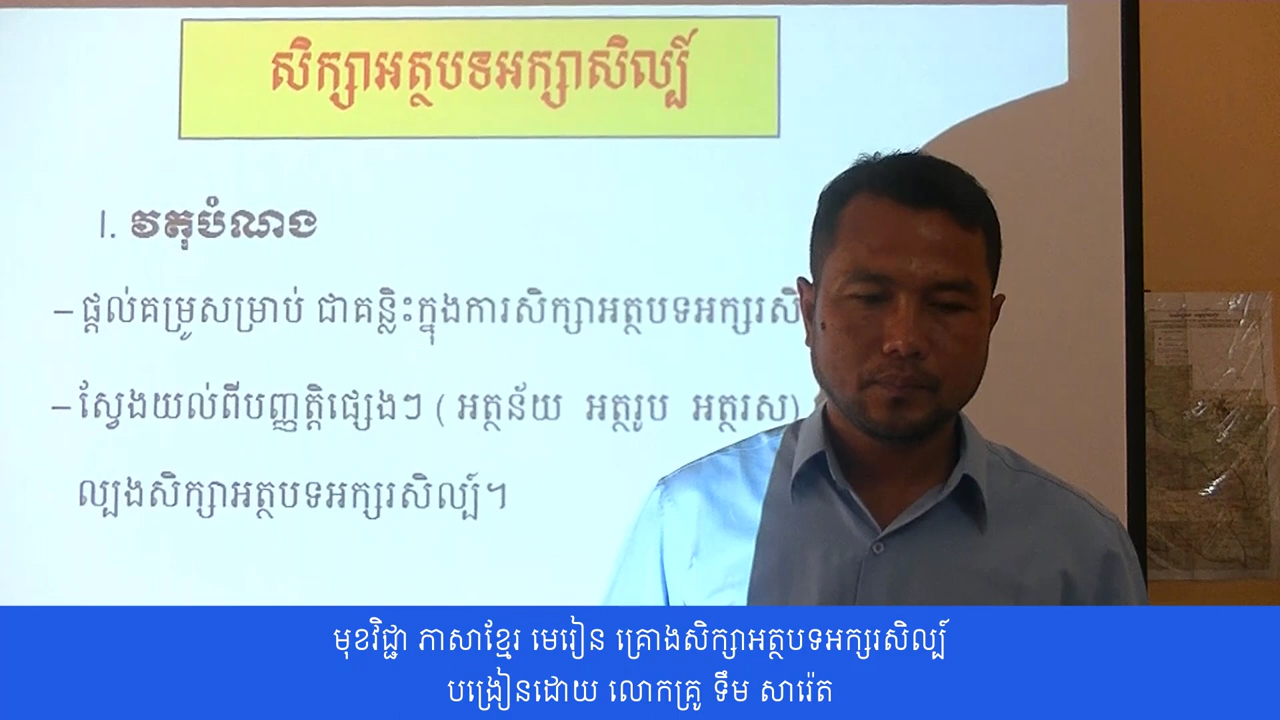 សិក្សាអត្ថបទអក្សាសិល្ប៍
I. វតុបំណង
– ផ្តល់គម្រូសម្រាប់ ជាគន្លិះក្នុងការសិក្សាអត្ថបទអក្សរសិ
– ស្វែងយល់ពីបញ្ញត្តិផ្សេងៗ ( អត្ថន័យ អត្ថរូប អត្តរស)
ល្បងសិក្សាអត្ថបទអក្សរសិល្ប៍។
មុខវិជ្ជា ភាសាខ្មែរ មេរៀន គ្រោងសិក្សាអត្ថបទអក្សរសិល្ប៍
បង្រៀនដោយ លោកគ្រូ ទឹម សារ៉េត